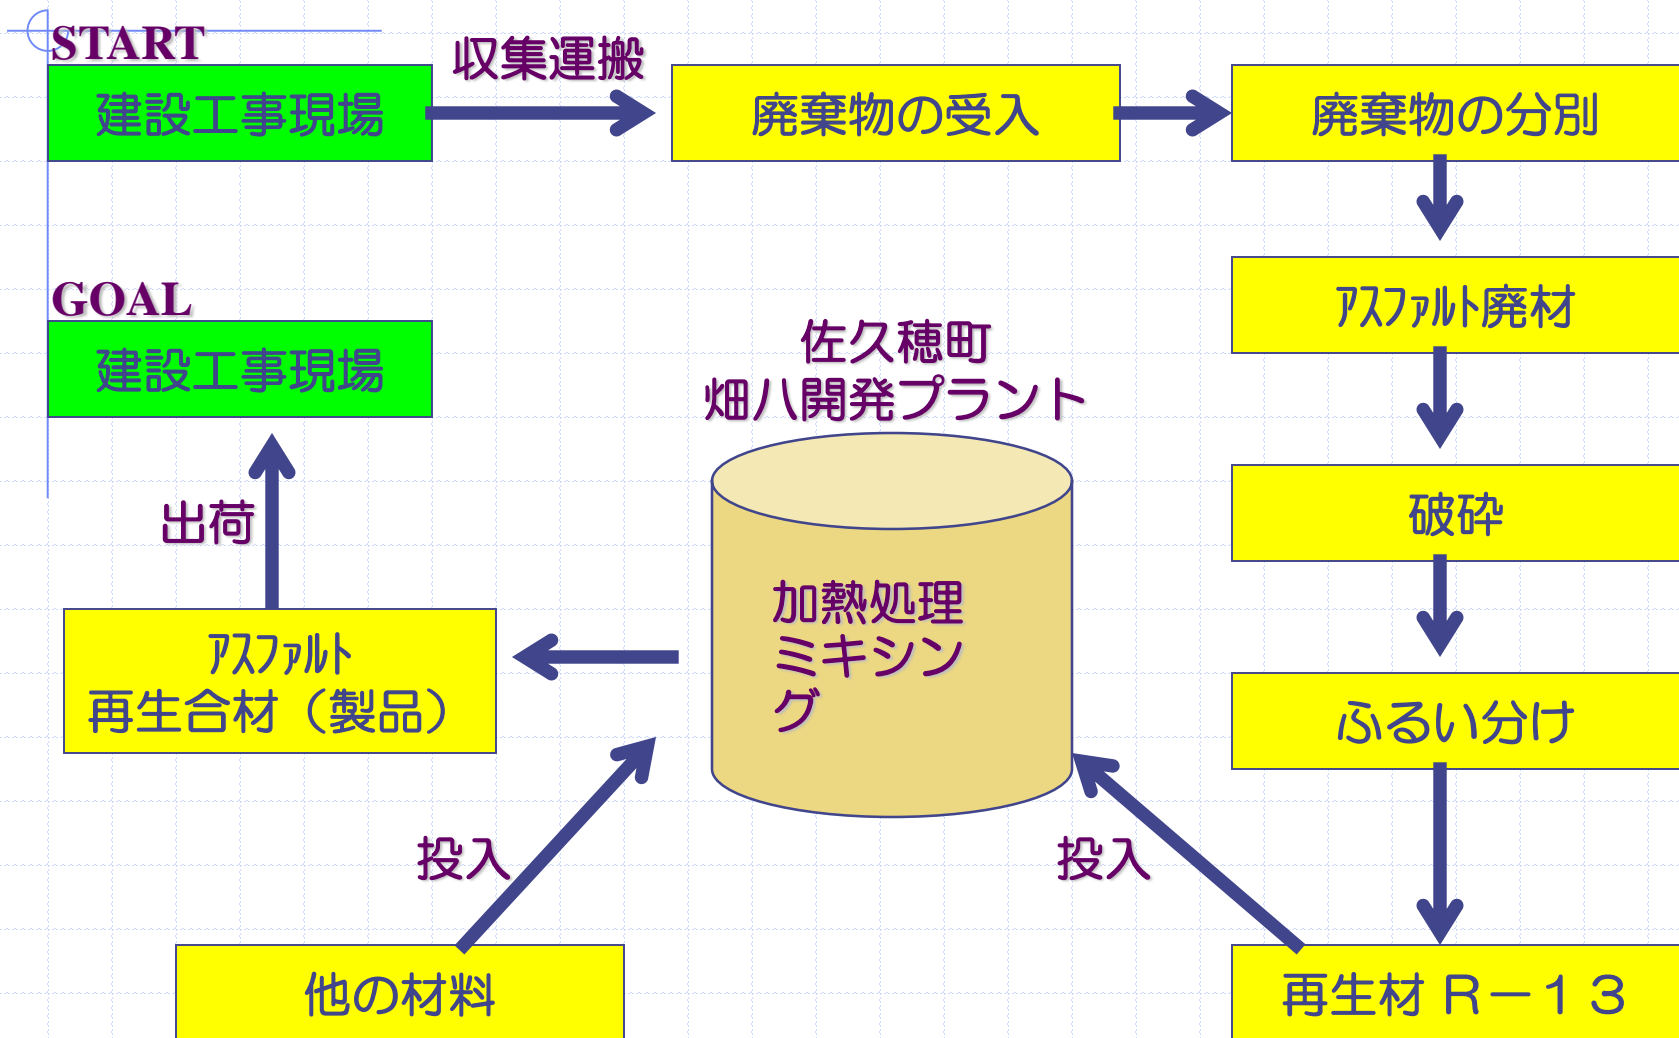 START
収集運搬
建設工事現場
廃棄物の受入
廃棄物の分別
GOAL
建設工事現場
ｱｽﾌｧﾙﾄ廃材
佐久穂町
畑八開発プラント
破砕
出荷
加熱処理
ミキシン
グ
ｱｽﾌｧﾙﾄ
再生合材（製品）
ふるい分け
投入
投入
他の材料
再生材Ｒ－１３